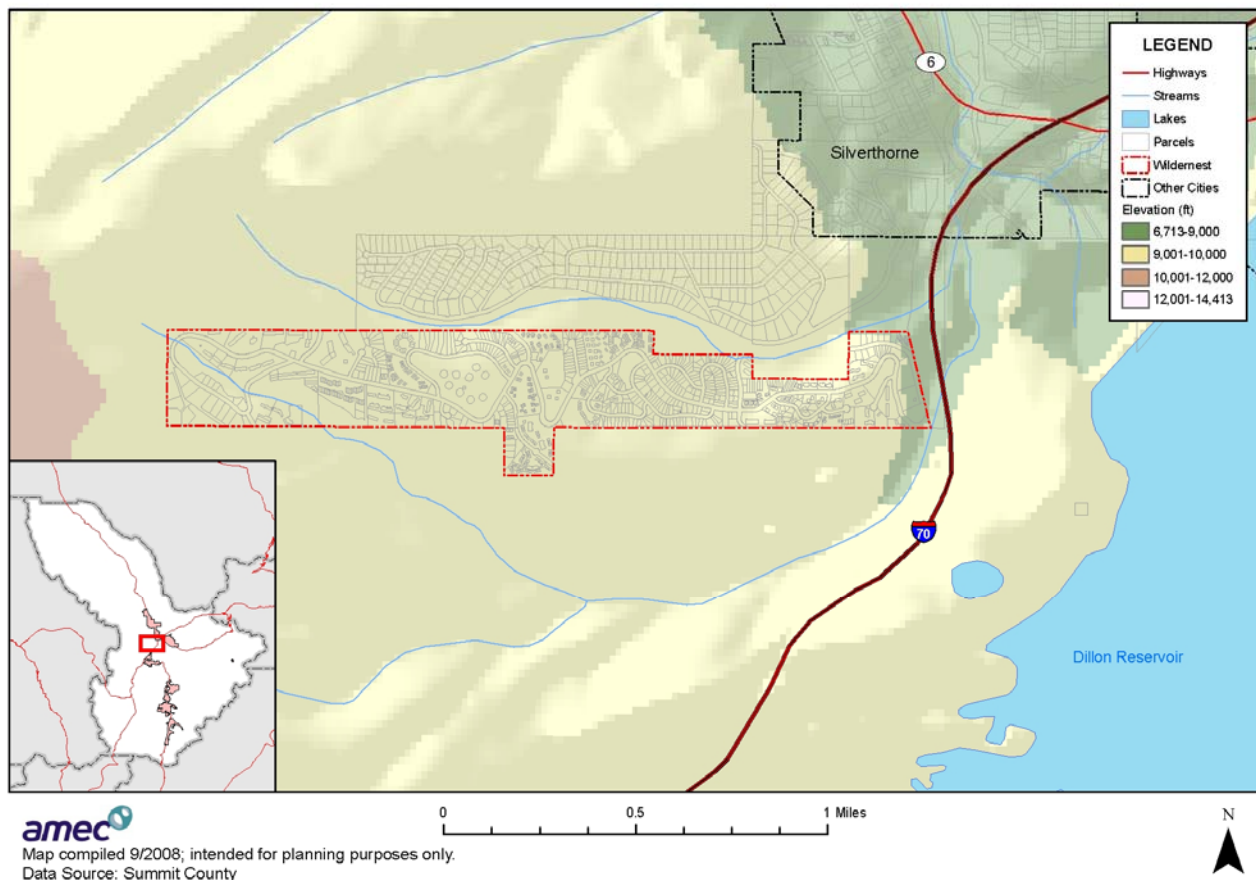 6
Silverthorne
LEGEND
Highways
Streams
Lakes
Parcels
Wildernest
Other Cities
Elevation (ft)
6,713-9,000
9,001-10,000
10,001-12,000
12,001-14,413
70
Dillon Reservoir
amec
0 0.5 1 Miles
N
Map compiled 9/2008; intended for planning purposes only.
Data Source: Summit County